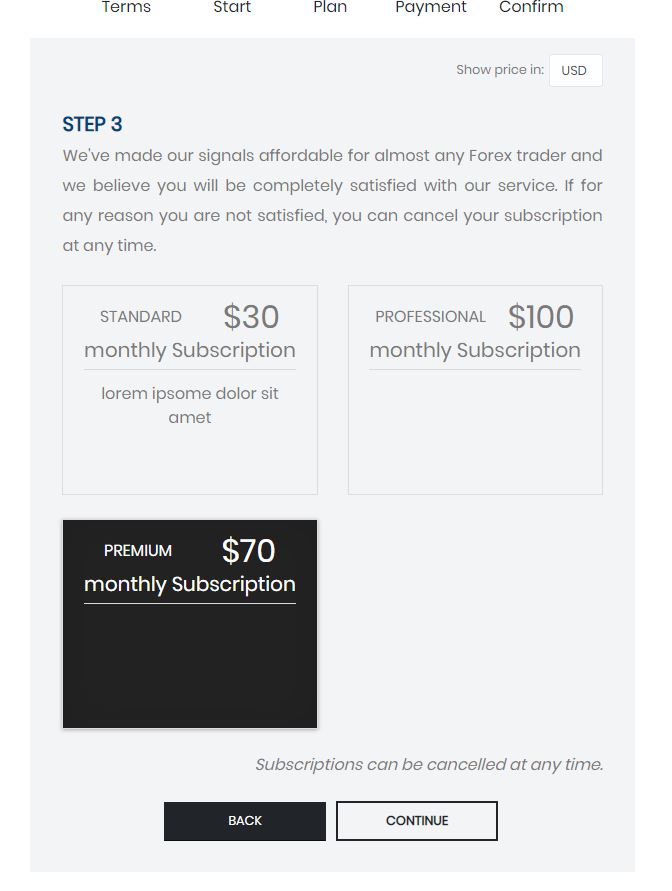 Terms Start Plan Payment Confirm
Show price in: USD
STEP 3
We've made our signals affordable for almost any Forex trader and
we believe you will be completely satisfied with our service. If for
any reason you are not satisfied, you can cancel your subscription
at any time.
STANDARD $30
monthly Subscription
lorem ipsome dolor sit
amet
PROFESSIONAL $100
monthly Subscription
PREMIUM $70
monthly Subscription
Subscriptions can be cancelled at any time.
BACK
CONTINUE